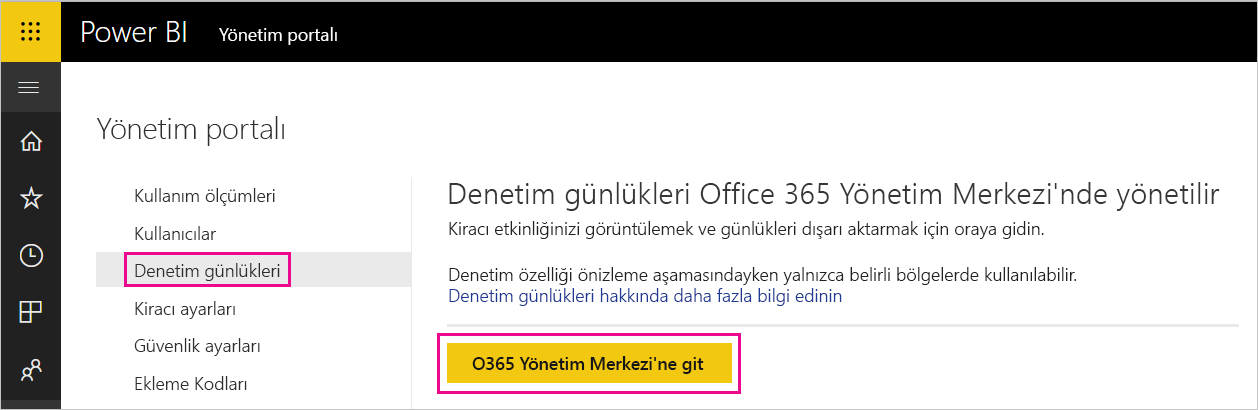 Power BI Yönetim portalı
Yönetim portalı
Kullanım ölçümleri
Kullanıcılar
Denetim günlükleri
Kiracı ayarları
Güvenlik ayarları
Ekleme Kodları
Denetim günlükleri Office 365 Yönetim Merkezi'nde yönetilir
Kiracı etkinliğinizi görüntülemek ve günlükleri dışarı aktarmak için oraya gidin.
Denetim özelliği önizleme aşamasındayken yalnızca belirli bölgelerde kullanılabilir.
Denetim günlükleri hakkında daha fazla bilgi edinin
O365 Yönetim Merkezi'ne git